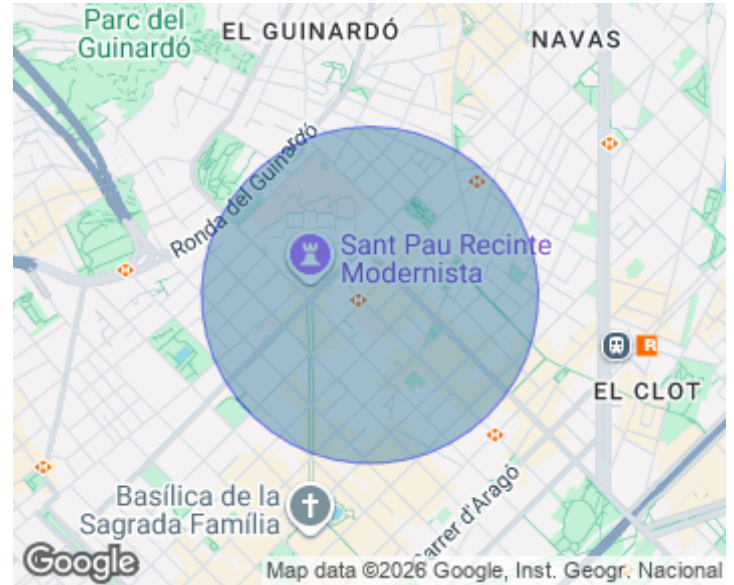 Parc del
Guinardó
EL GUINARDÓ
NAVAS
Ronda del Guinardó
Sant Pau Recinte
Modernista
R
EL CLOT
Basílica de la
Sagrada Família
Carrer d'Aragó
Google
Map data ©2026 Google, Inst. Geogr. Nacional